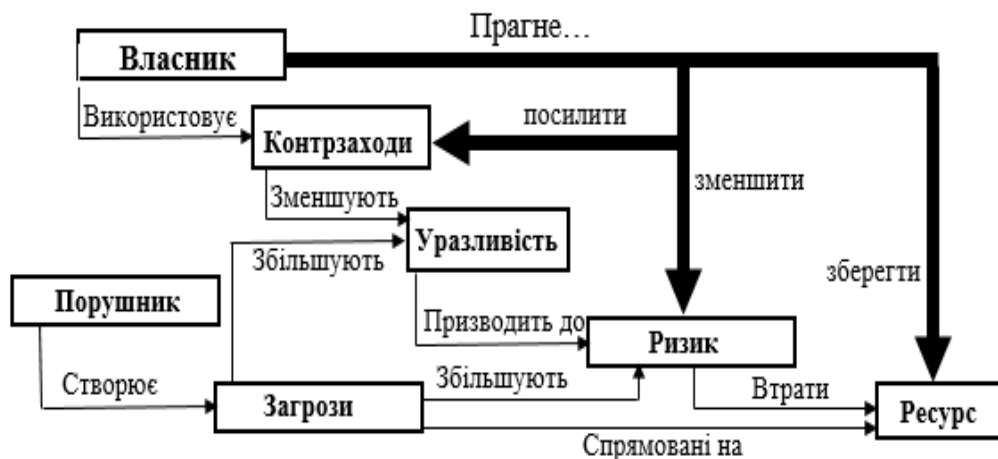 Прагне…
Власник
Використовує
посилити
Контрзаходи
зменшити
Зменшують
Уразливість
Збільшують
зберегти
Порушник
Призводить до
Ризик
Створює
Збільшують
Втрати
Загрози
Ресурс
Спрямовані на